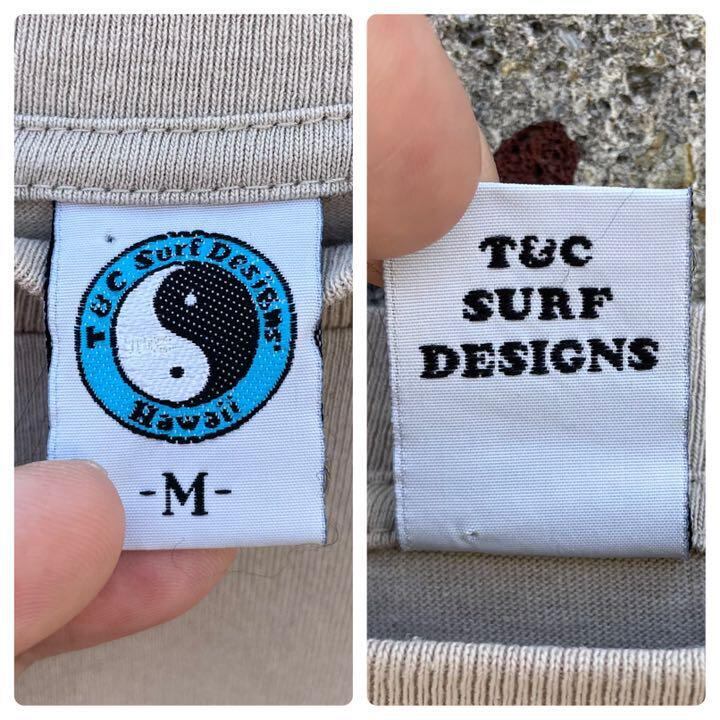 T&C Surf Designs
Hawaii
-M-
T&C
SURF
DESIGNS